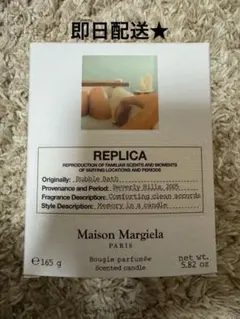 即日配送★
REPLICA
REPRODUCTION OF FAMILIAR SCENTS AND MOMENTS
OF VARYING LOCATIONS AND PERIODS
Originally: Bubble Bath
Provenance and Period: Beverly Hills, 2005
Fragrance Description: Comforting clean accords
Style Description: Memory in a candle
Maison Margiela
PARIS
Bougie parfumée
Scented candle
e 165 g
net wt.
5.82 oz